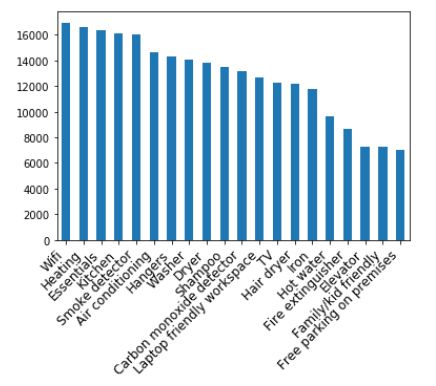 16000
14000
12000
10000
8000
6000
4000
2000
0
Wifi
Heating
Essentials
Kitchen
Smoke detector
Air conditioning
Hangers
Washer
Dryer
Shampoo
Carbon monoxide detector
Laptop friendly workspace
TV
Hair dryer
Iron
Hot water
Fire extinguisher
Elevator
Family/kid friendly
Free parking on premises